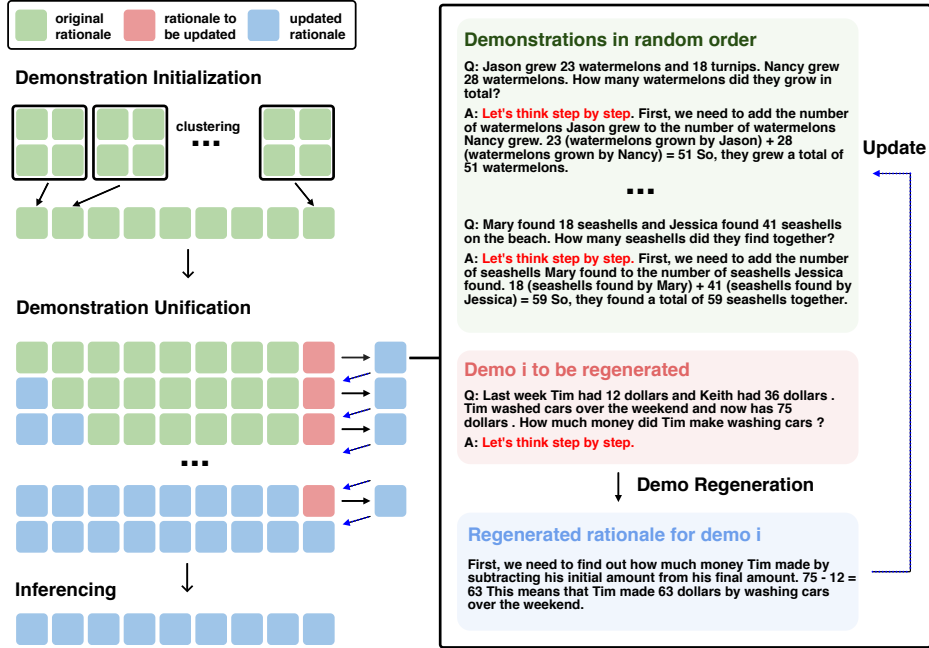 original
rationale
rationale to
be updated
updated
rationale
Demonstration Initialization
clustering
...
Demonstration Unification
...
Inferencing
Demonstrations in random order
Q: Jason grew 23 watermelons and 18 turnips. Nancy grew
28 watermelons. How many watermelons did they grow in
total?
A: Let's think step by step. First, we need to add the number
of watermelons Jason grew to the number of watermelons
Nancy grew. 23 (watermelons grown by Jason) + 28
(watermelons grown by Nancy) = 51 So, they grew a total of
51 watermelons.
...
Q: Mary found 18 seashells and Jessica found 41 seashells
on the beach. How many seashells did they find together?
A: Let's think step by step. First, we need to add the number
of seashells Mary found to the number of seashells Jessica
found. 18 (seashells found by Mary) + 41 (seashells found by
Jessica) = 59 So, they found a total of 59 seashells together.
Update
Demo i to be regenerated
Q: Last week Tim had 12 dollars and Keith had 36 dollars .
Tim washed cars over the weekend and now has 75
dollars . How much money did Tim make washing cars ?
A: Let's think step by step.
Demo Regeneration
Regenerated rationale for demo i
First, we need to find out how much money Tim made by
subtracting his initial amount from his final amount. 75 - 12 =
63 This means that Tim made 63 dollars by washing cars
over the weekend.